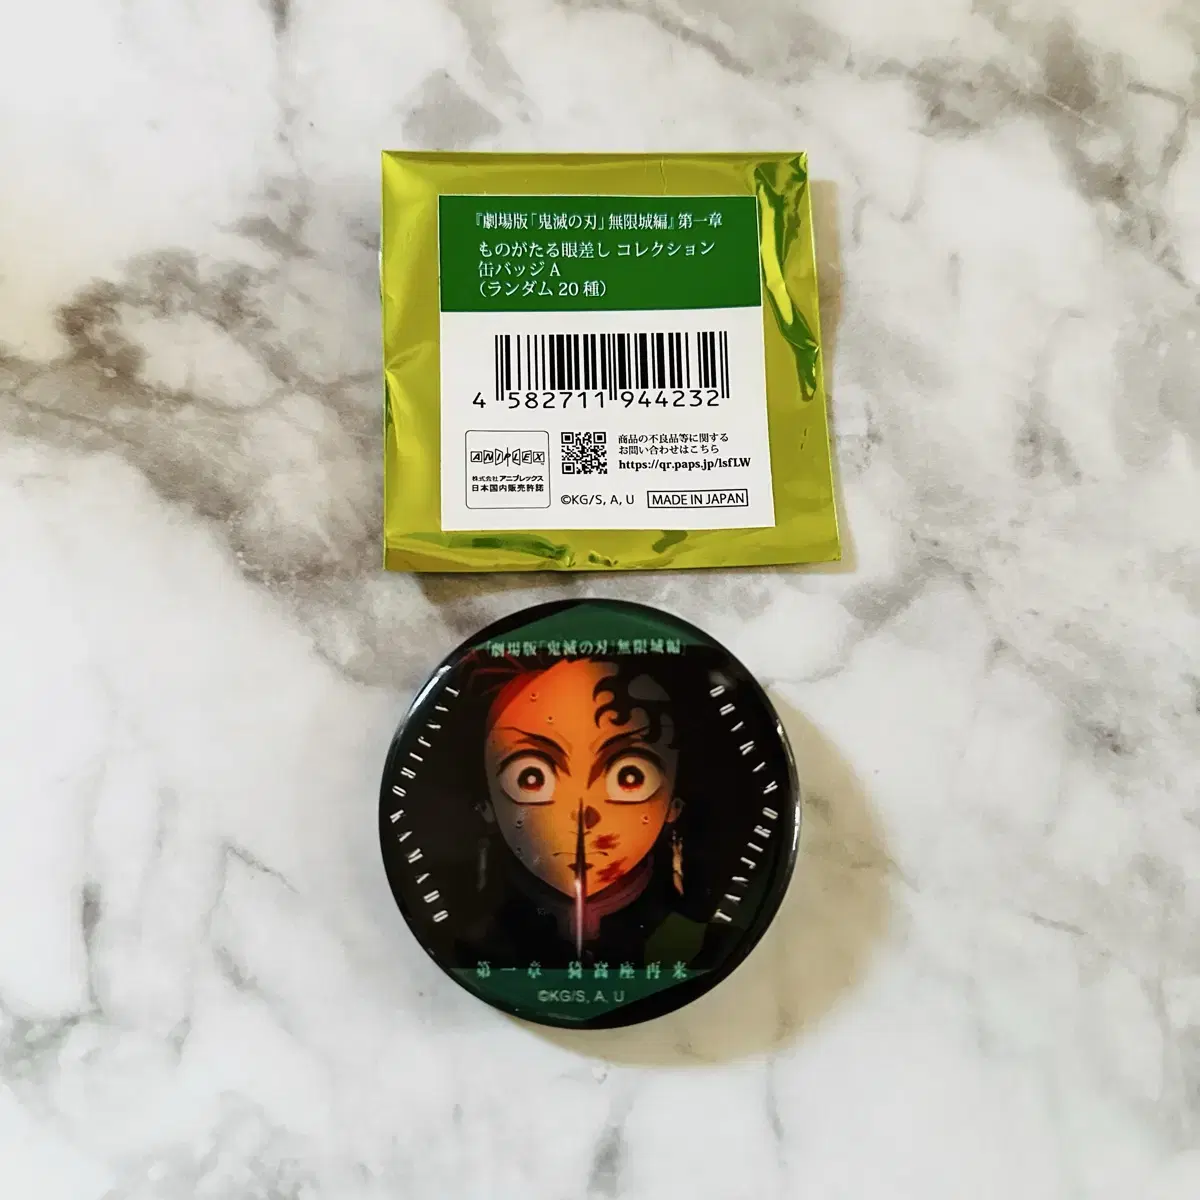 『劇場版「鬼滅の刃」無限城編』第一章
ものがたる眼差し コレクション
缶バッジ A
（ランダム 20 種）
4 582711 944232
ANIPLEX
株式会社アニプレックス
日本国内販売許諾
商品の不良品等に関する
お問い合わせはこちら
https://qr.paps.jp/lsfLW
©KG/S, A, U
MADE IN JAPAN
「劇場版「鬼滅の刃」無限城編」
TANJIRO KAMADO
TANJIRO KAMADO
第一章 猗窩座再来
©KG/S, A, U